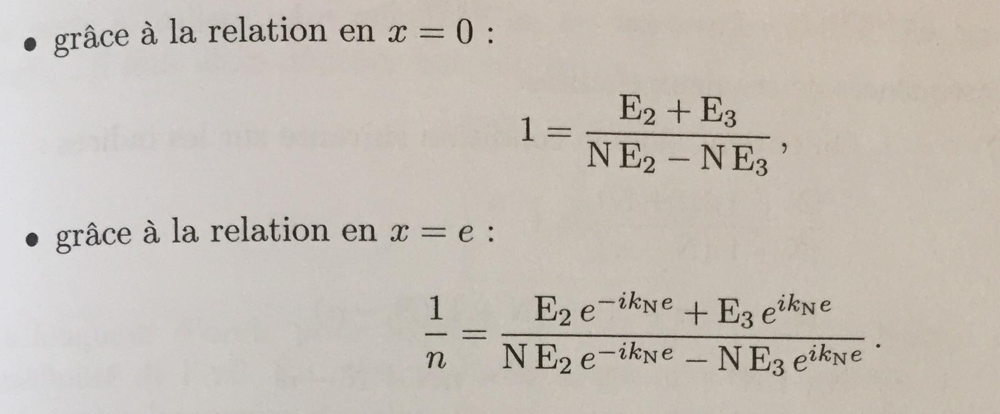 • grâce à la relation en x = 0 :
1 = (E₂ + E₃) / (N E₂ − N E₃) ,
• grâce à la relation en x = e :
1/n = (E₂ e^{−ik_N e} + E₃ e^{ik_N e}) / (N E₂ e^{−ik_N e} − N E₃ e^{ik_N e}) .